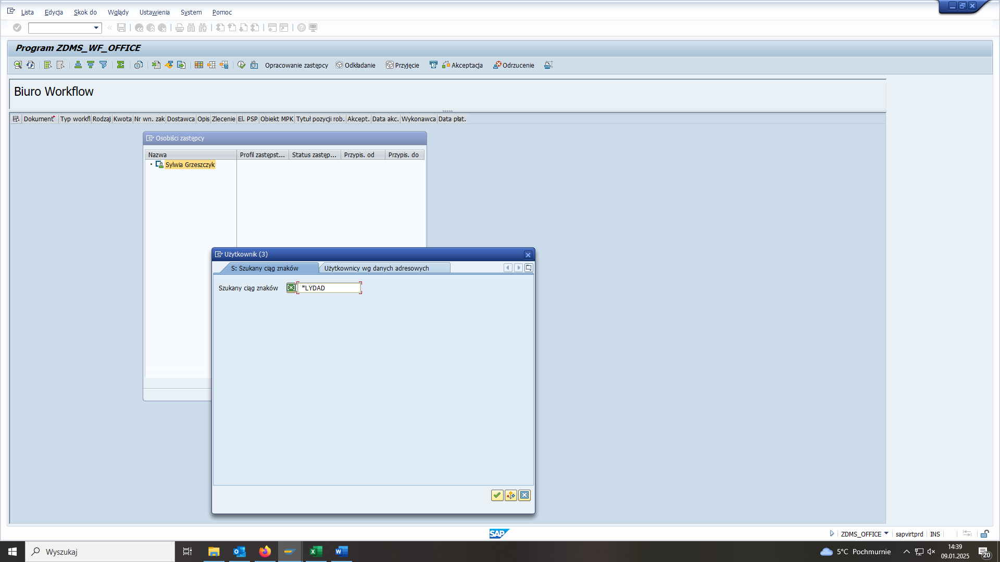 Lista Edycja Skok do Wglądy Ustawienia System Pomoc
Program ZDMS_WF_OFFICE
Opracowanie zastępcy Odkładanie Przyjęcie Akceptacja Odrzucenie
Biuro Workflow
Dokument Typ workfl Rodzaj Kwota Nr wn. zak Dostawca Opis Zlecenie El. PSP Obiekt MPK Tytuł pozycji rob. Akcept. Data akc. Wykonawca Data płat.
Osobiści zastępcy
Nazwa Profil zastępst... Status zastęp... Przypis. od Przypis. do
Sylwia Grzeszczyk
Użytkownik (3)
S: Szukany ciąg znaków Użytkownicy wg danych adresowych
Szukany ciąg znaków *LYDAD
SAP ZDMS_OFFICE sapvirtprd INS
Wyszukaj 5°C Pochmurnie 14:39
09.01.2025 20